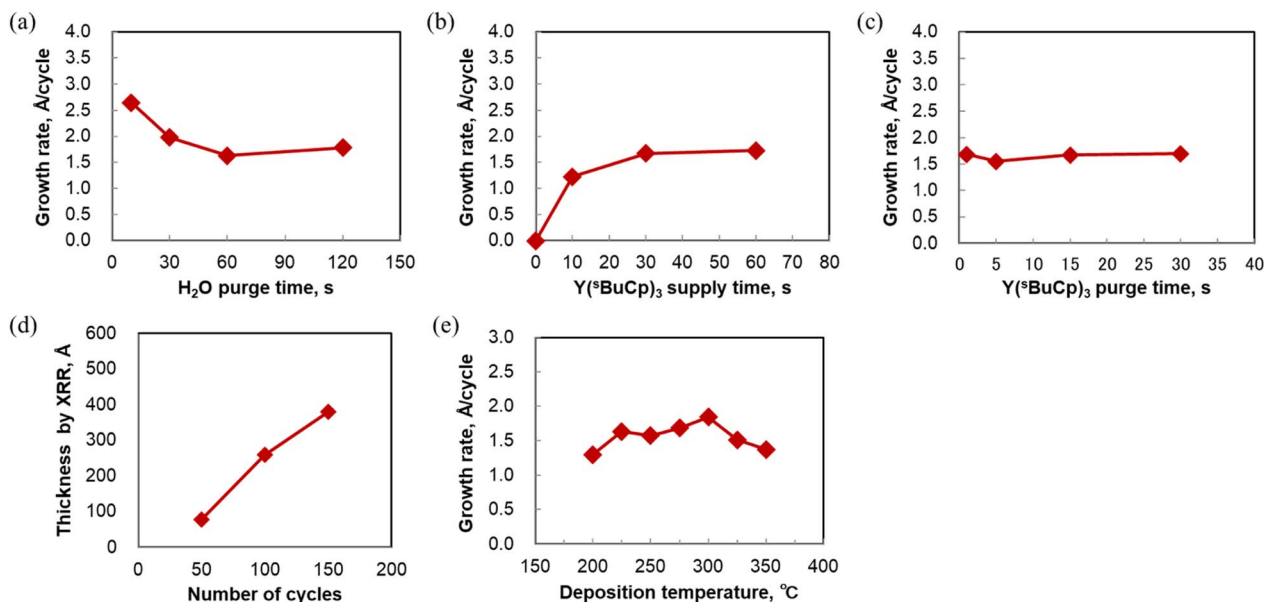 (a)
Growth rate, Å/cycle
4.0
3.5
3.0
2.5
2.0
1.5
1.0
0.5
0.0
0 30 60 90 120 150
H₂O purge time, s
(b)
Growth rate, Å/cycle
4.0
3.5
3.0
2.5
2.0
1.5
1.0
0.5
0.0
0 10 20 30 40 50 60 70 80
Y(ˢBuCp)₃ supply time, s
(c)
Growth rate, Å/cycle
4.0
3.5
3.0
2.5
2.0
1.5
1.0
0.5
0.0
0 5 10 15 20 25 30 35 40
Y(ˢBuCp)₃ purge time, s
(d)
Thickness by XRR, Å
600
500
400
300
200
100
0
0 50 100 150 200
Number of cycles
(e)
Growth rate, Å/cycle
3.0
2.5
2.0
1.5
1.0
0.5
0.0
150 200 250 300 350 400
Deposition temperature, °C